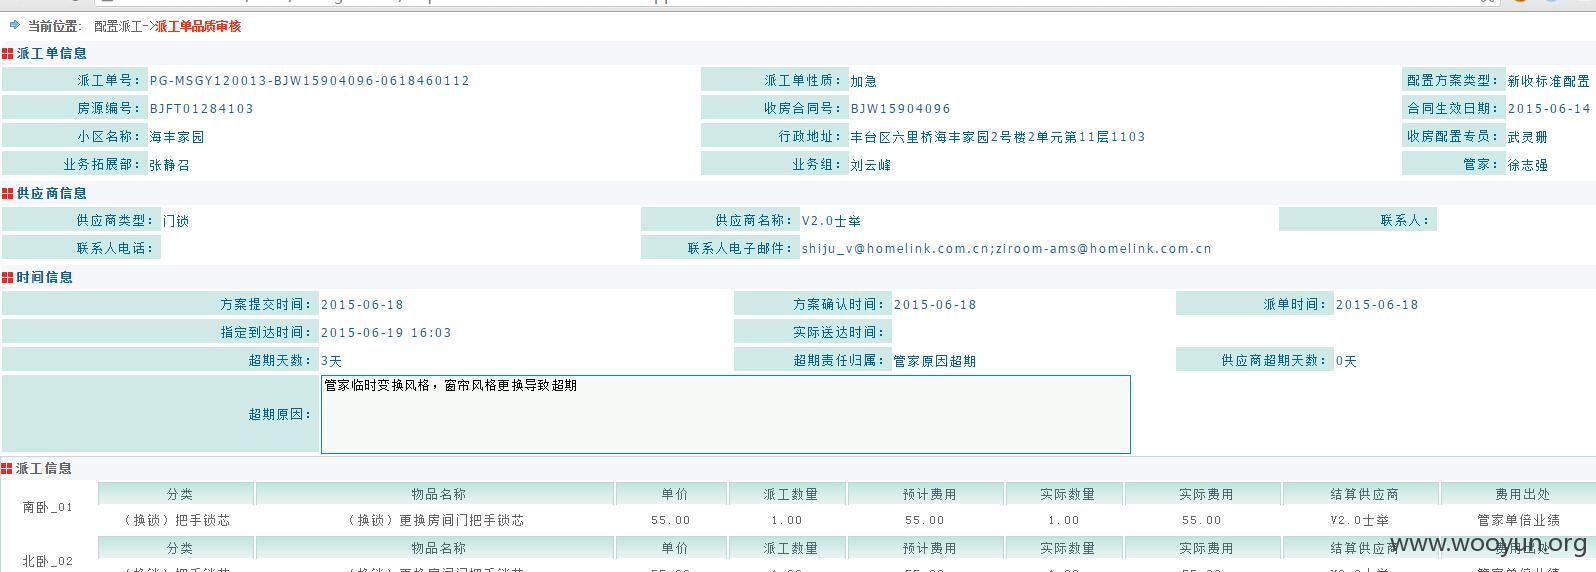 当前位置： 配置派工->派工单品质审核
派工单信息
派工单号： PG-MSGY120013-BJW15904096-0618460112 派工单性质： 加急 配置方案类型： 新收标准配置
房源编号： BJFT01284103 收房合同号： BJW15904096 合同生效日期： 2015-06-14
小区名称： 海丰家园 行政地址： 丰台区六里桥海丰家园2号楼2单元第11层1103 收房配置专员： 武灵珊
业务拓展部： 张静召 业务组： 刘云峰 管家： 徐志强
供应商信息
供应商类型： 门锁 供应商名称： V2.0士举 联系人：
联系人电话： 联系人电子邮件： shiju_v@homelink.com.cn;ziroom-ams@homelink.com.cn
时间信息
方案提交时间： 2015-06-18 方案确认时间： 2015-06-18 派单时间： 2015-06-18
指定到达时间： 2015-06-19 16:03 实际送达时间：
超期天数： 3天 超期责任归属： 管家原因超期 供应商超期天数： 0天
超期原因： 管家临时变换风格，窗帘风格更换导致超期
派工信息
南卧_01 分类 物品名称 单价 派工数量 预计费用 实际数量 实际费用 结算供应商 费用出处
（换锁）把手锁芯 （换锁）更换房间门把手锁芯 55.00 1.00 55.00 1.00 55.00 V2.0士举 管家单倍业绩
北卧_02 分类 物品名称 单价 派工数量 预计费用 实际数量 实际费用 结算供应商 费用出处
www.wooyun.org